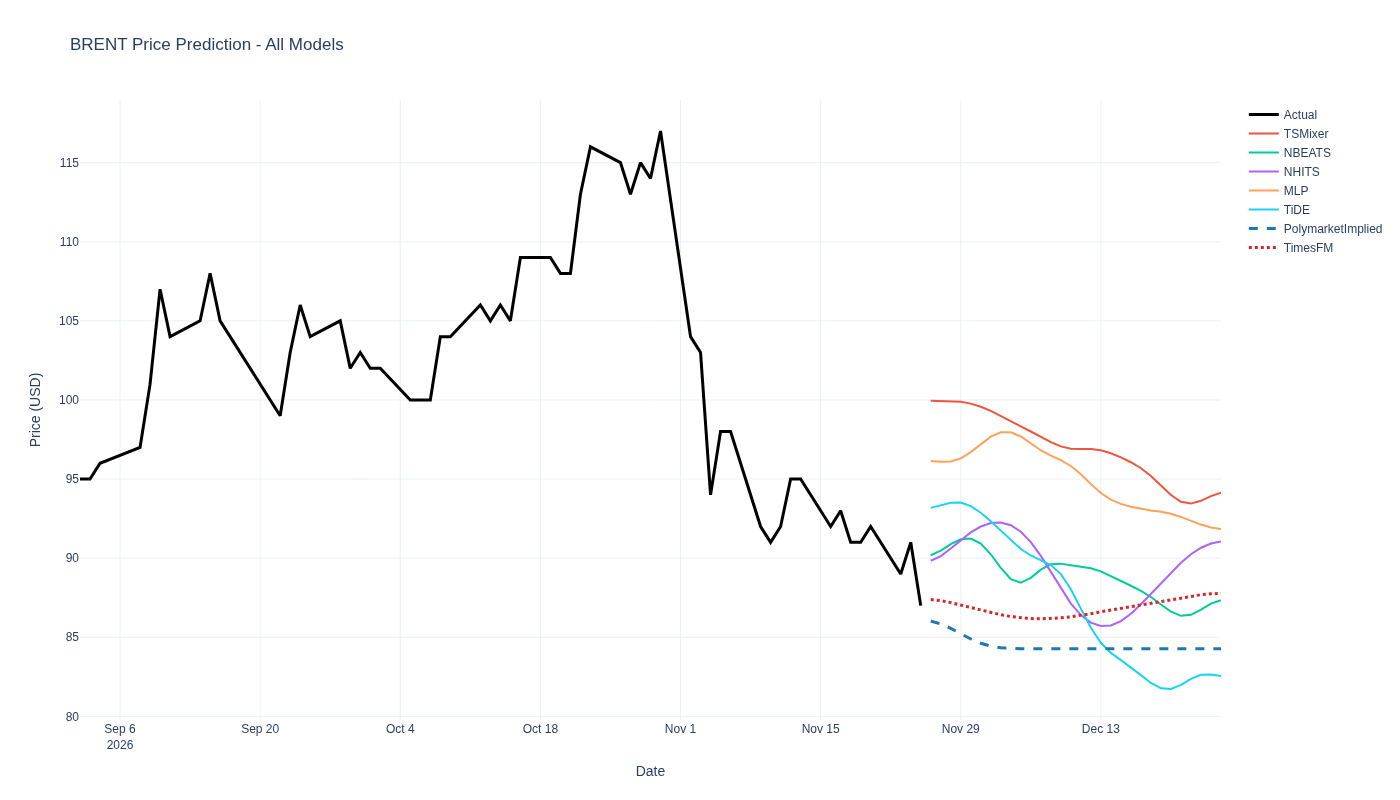 BRENT Price Prediction - All Models
Actual
TSMixer
NBEATS
NHITS
MLP
TiDE
PolymarketImplied
TimesFM
115
110
105
100
95
90
85
80
Price (USD)
Sep 6
2026
Sep 20
Oct 4
Oct 18
Nov 1
Nov 15
Nov 29
Dec 13
Date